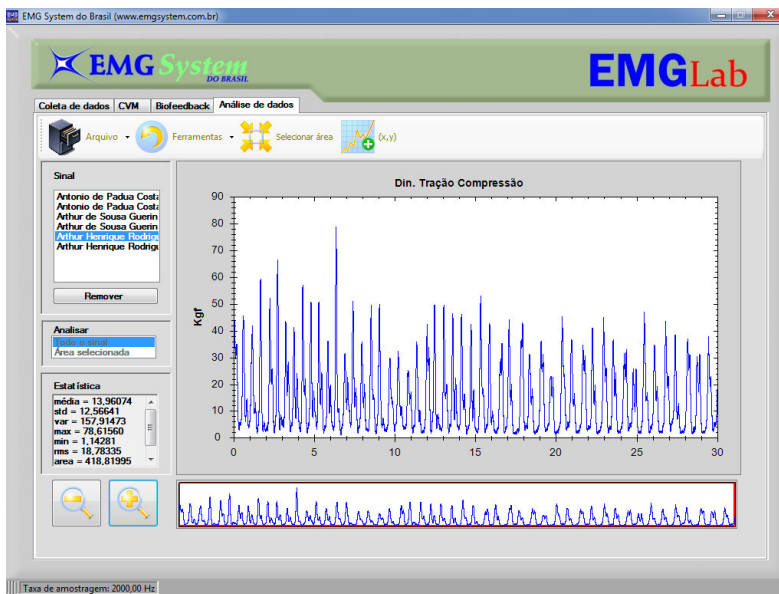 EMG System do Brasil (www.emgsystem.com.br)
EMG System
DO BRASIL
EMGLab
Coleta de dados CVM Biofeedback Análise de dados
Arquivo Ferramentas Selecionar área (x,y)
Sinal
Antonio de Padua Costa
Antonio de Padua Costa
Arthur de Sousa Guerin
Arthur de Sousa Guerin
Arthur Henrique Rodrigu
Arthur Henrique Rodrigu
Remover
Analisar
Todo o sinal
Área selecionada
Estatística
média = 13,96074
std = 12,56641
var = 157,91473
max = 78,61560
min = 1,14281
rms = 18,78335
area = 418,81995
Din. Tração Compressão
Kgf
90
80
70
60
50
40
30
20
10
0
0 5 10 15 20 25 30
Taxa de amostragem: 2000,00 Hz